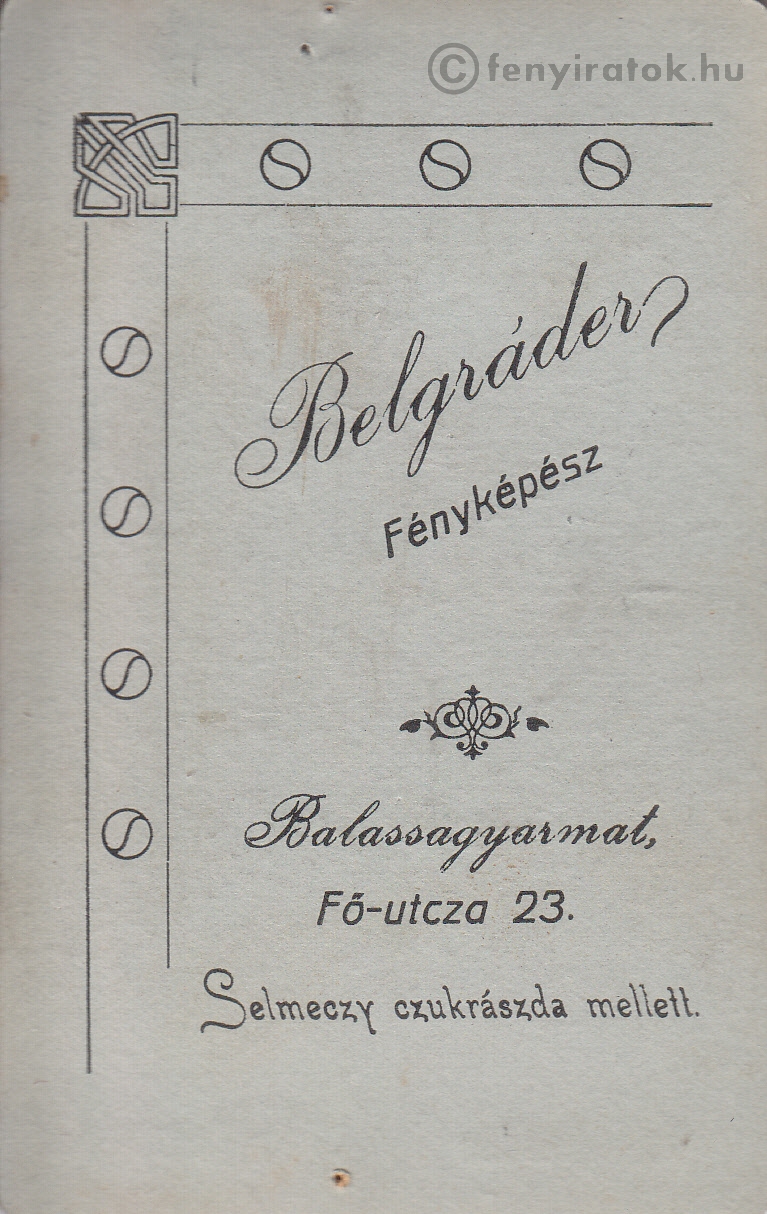 ©fenyiratok.hu
Belgráder
Fényképész
Balassagyarmat,
Fő-utcza 23.
Selmeczy czukrászda mellett.